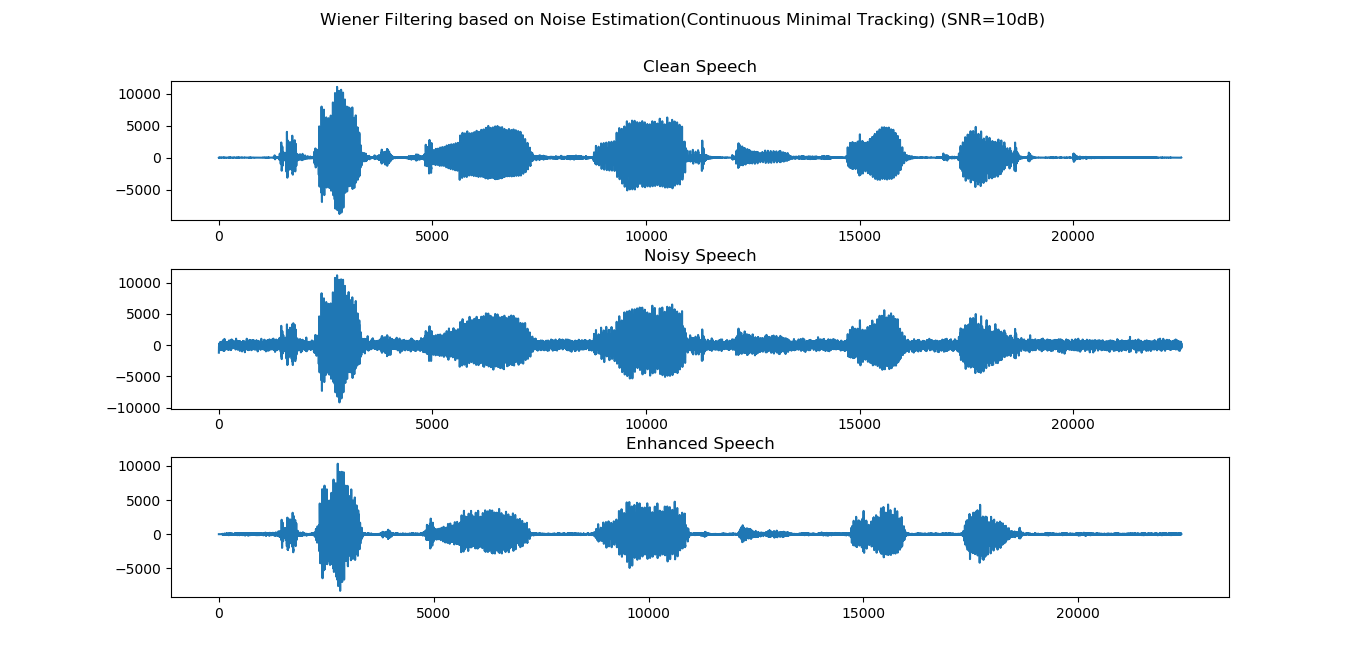 Wiener Filtering based on Noise Estimation(Continuous Minimal Tracking) (SNR=10dB)
Clean Speech
10000
5000
0
−5000
0 5000 10000 15000 20000
Noisy Speech
10000
5000
0
−5000
−10000
0 5000 10000 15000 20000
Enhanced Speech
10000
5000
0
−5000
0 5000 10000 15000 20000